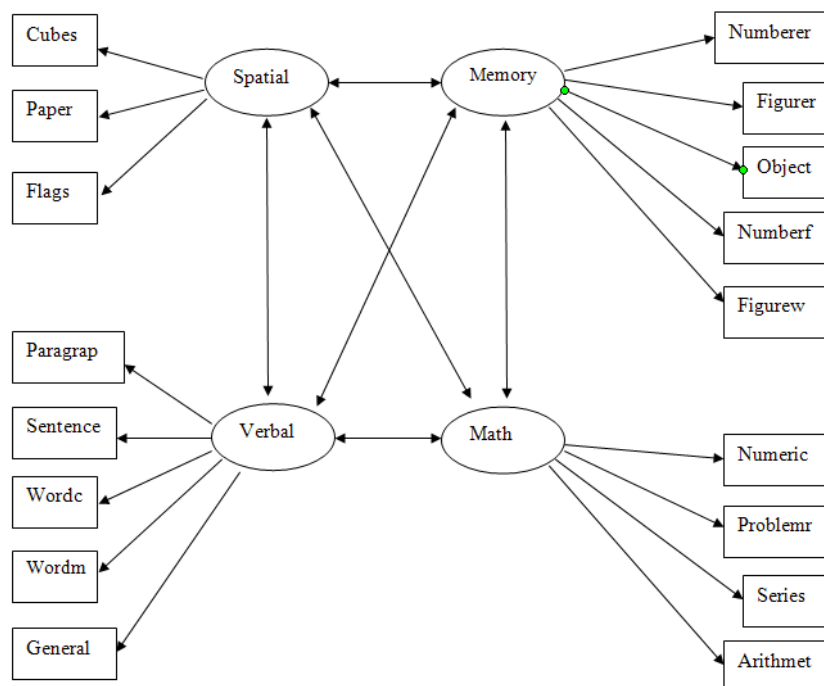 Cubes
Spatial
Memory
Numberer
Paper
Figurer
Flags
Object
Numberf
Figurew
Paragrap
Sentence
Verbal
Math
Wordc
Numeric
Wordm
Problemr
General
Series
Arithmet